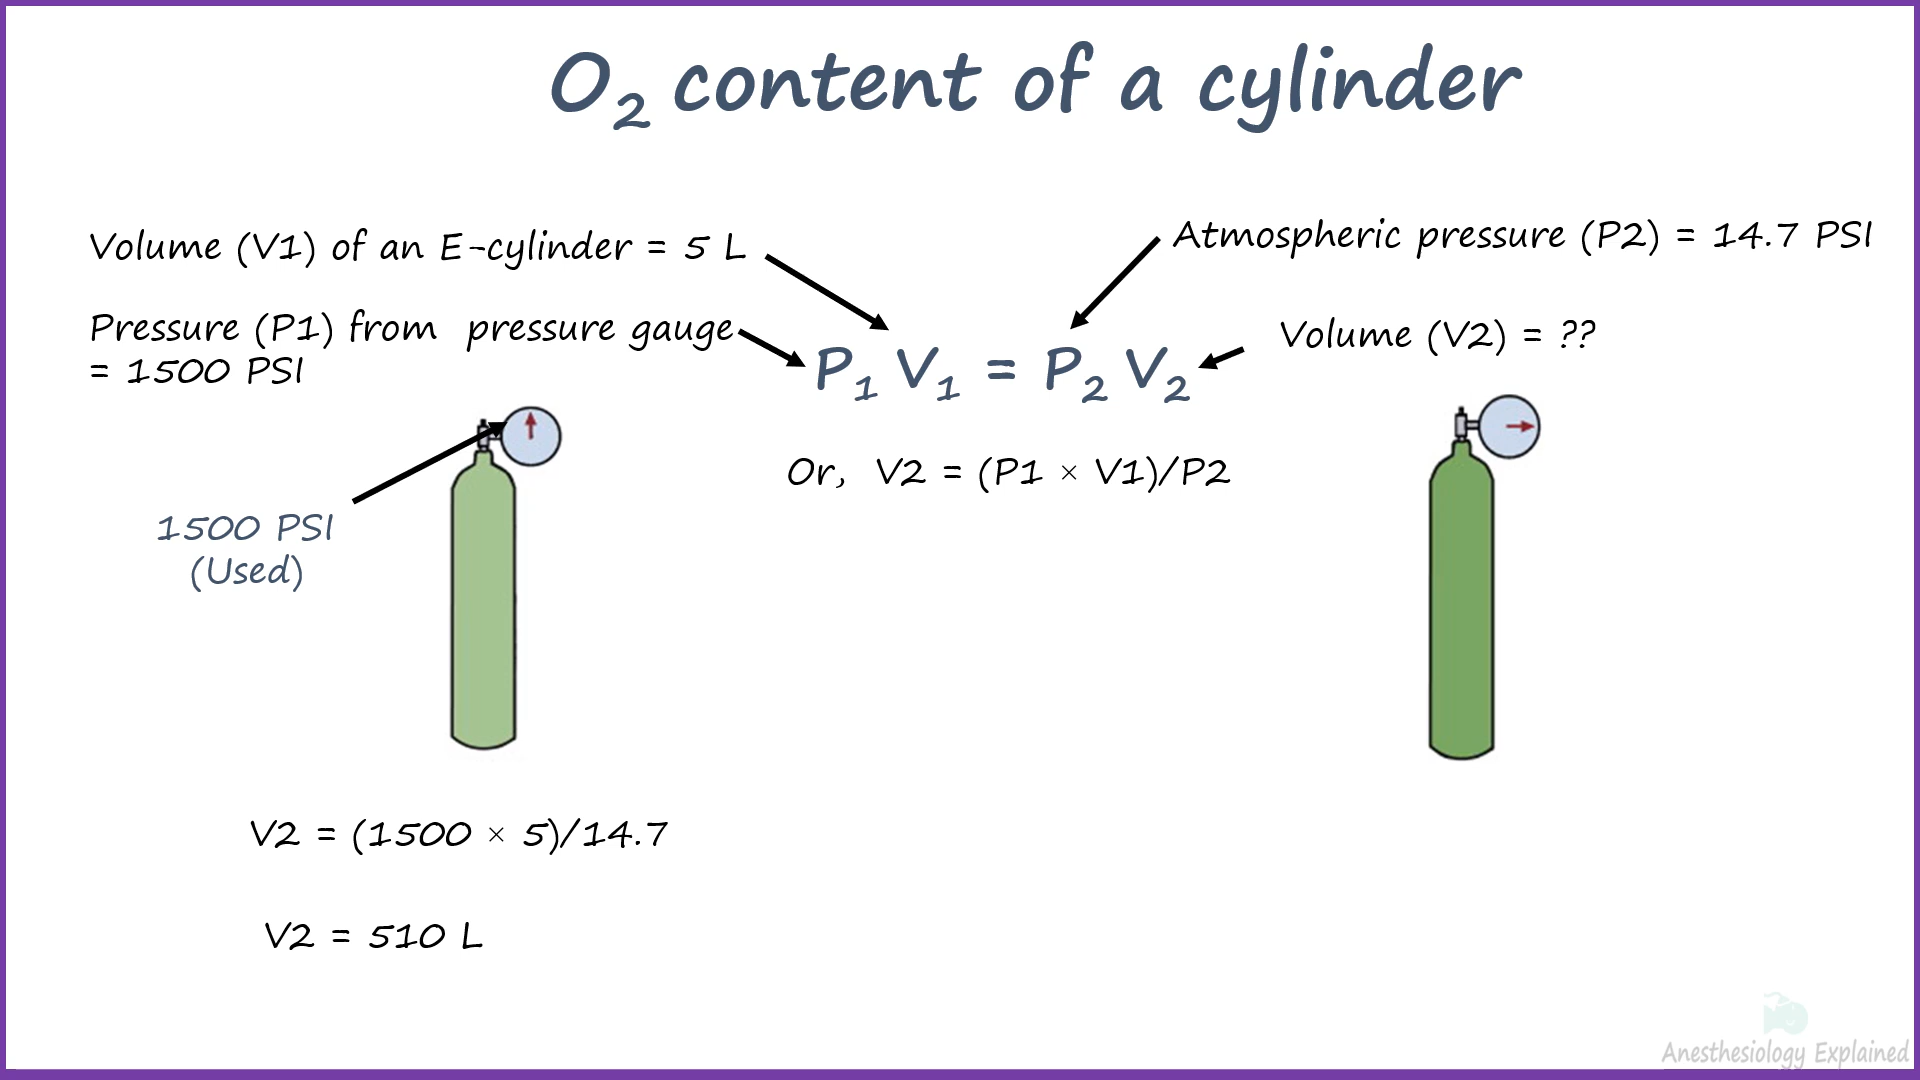 O2 content of a cylinder
Volume (V1) of an E-cylinder = 5 L
Pressure (P1) from pressure gauge
= 1500 PSI
Atmospheric pressure (P2) = 14.7 PSI
Volume (V2) = ??
P1 V1 = P2 V2
Or, V2 = (P1 × V1)/P2
1500 PSI
(Used)
V2 = (1500 × 5)/14.7
V2 = 510 L
Anesthesiology Explained